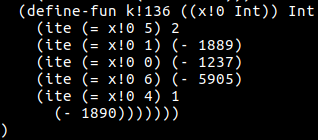 (define-fun k!136 ((x!0 Int)) Int
(ite (= x!0 5) 2
(ite (= x!0 1) (- 1889)
(ite (= x!0 0) (- 1237)
(ite (= x!0 6) (- 5905)
(ite (= x!0 4) 1
(- 1890)))))))
)